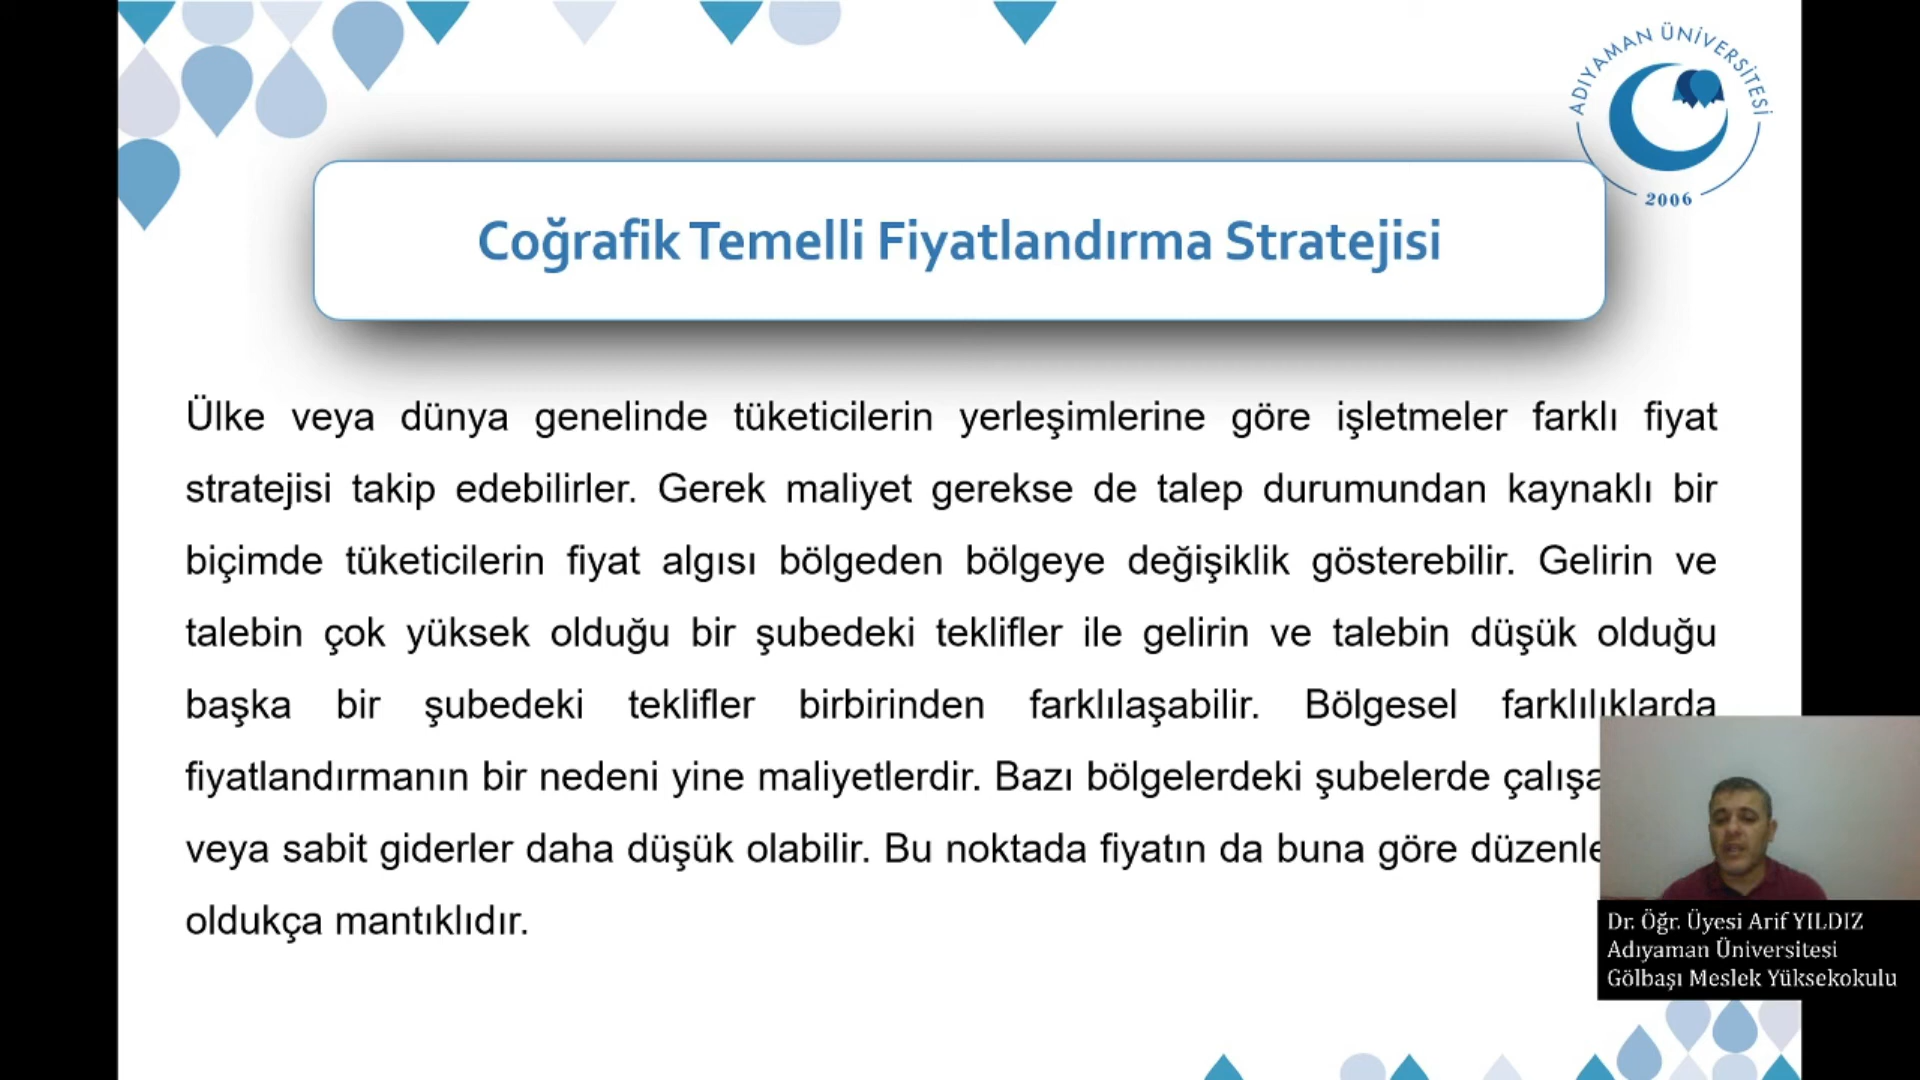 ADIYAMAN ÜNİVERSİTESİ
2006
Coğrafik Temelli Fiyatlandırma Stratejisi
Ülke veya dünya genelinde tüketicilerin yerleşimlerine göre işletmeler farklı fiyat
stratejisi takip edebilirler. Gerek maliyet gerekse de talep durumundan kaynaklı bir
biçimde tüketicilerin fiyat algısı bölgeden bölgeye değişiklik gösterebilir. Gelirin ve
talebin çok yüksek olduğu bir şubedeki teklifler ile gelirin ve talebin düşük olduğu
başka bir şubedeki teklifler birbirinden farklılaşabilir. Bölgesel farklılıklarda
fiyatlandırmanın bir nedeni yine maliyetlerdir. Bazı bölgelerdeki şubelerde
veya sabit giderler daha düşük olabilir. Bu noktada fiyatın da buna göre
oldukça mantıklıdır.
Dr. Öğr. Üyesi Arif YILDIZ
Adıyaman Üniversitesi
Gölbaşı Meslek Yüksekokulu